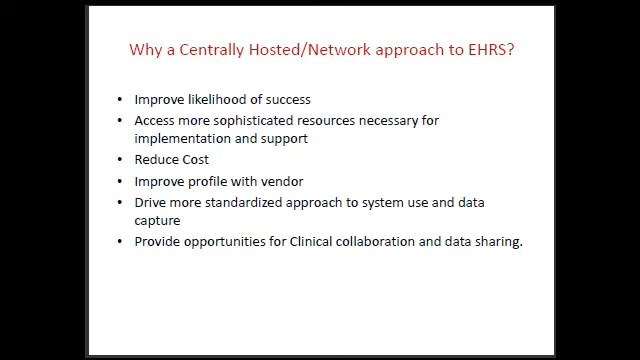 Why a Centrally Hosted/Network approach to EHRS?
• Improve likelihood of success
• Access more sophisticated resources necessary for
implementation and support
• Reduce Cost
• Improve profile with vendor
• Drive more standardized approach to system use and data
capture
• Provide opportunities for Clinical collaboration and data sharing.